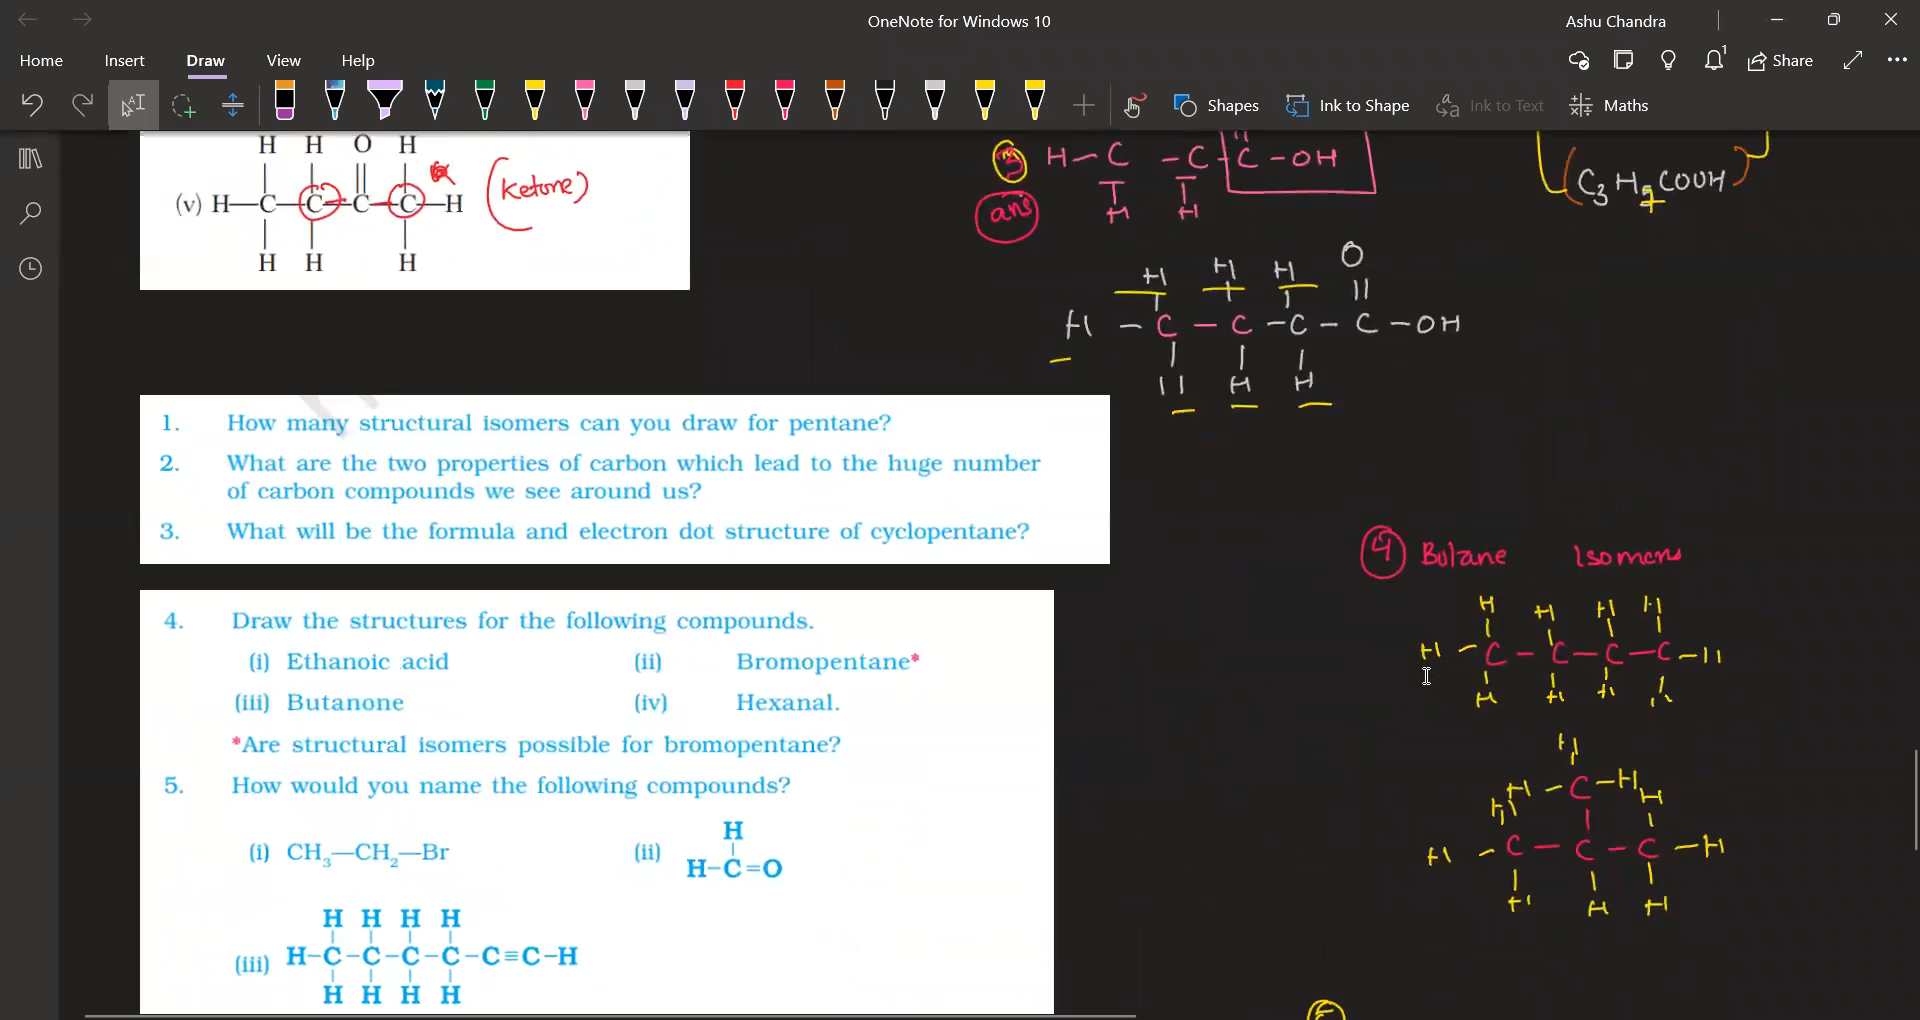 OneNote for Windows 10
Ashu Chandra
Home Insert Draw View Help
1 Share
Shapes Ink to Shape Ink to Text Maths
H H O H
(v) H—C—C—C—C—H
H H H
(Ketone)
3 H-C -C-C-OH
H H
ans
(C3H7COOH)
H H H O
H - C - C - C - C - OH
H H H
1. How many structural isomers can you draw for pentane?
2. What are the two properties of carbon which lead to the huge number
of carbon compounds we see around us?
3. What will be the formula and electron dot structure of cyclopentane?
4. Draw the structures for the following compounds.
(i) Ethanoic acid (ii) Bromopentane*
(iii) Butanone (iv) Hexanal.
*Are structural isomers possible for bromopentane?
5. How would you name the following compounds?
(i) CH3—CH2—Br (ii) H
H-C=O
H H H H
(iii) H-C-C-C-C-C≡C-H
H H H H
4 Butane Isomers
H H H H
H - C - C - C - C - H
H H H H
H
H - C - H
H H
H - C - C - C - H
H H H